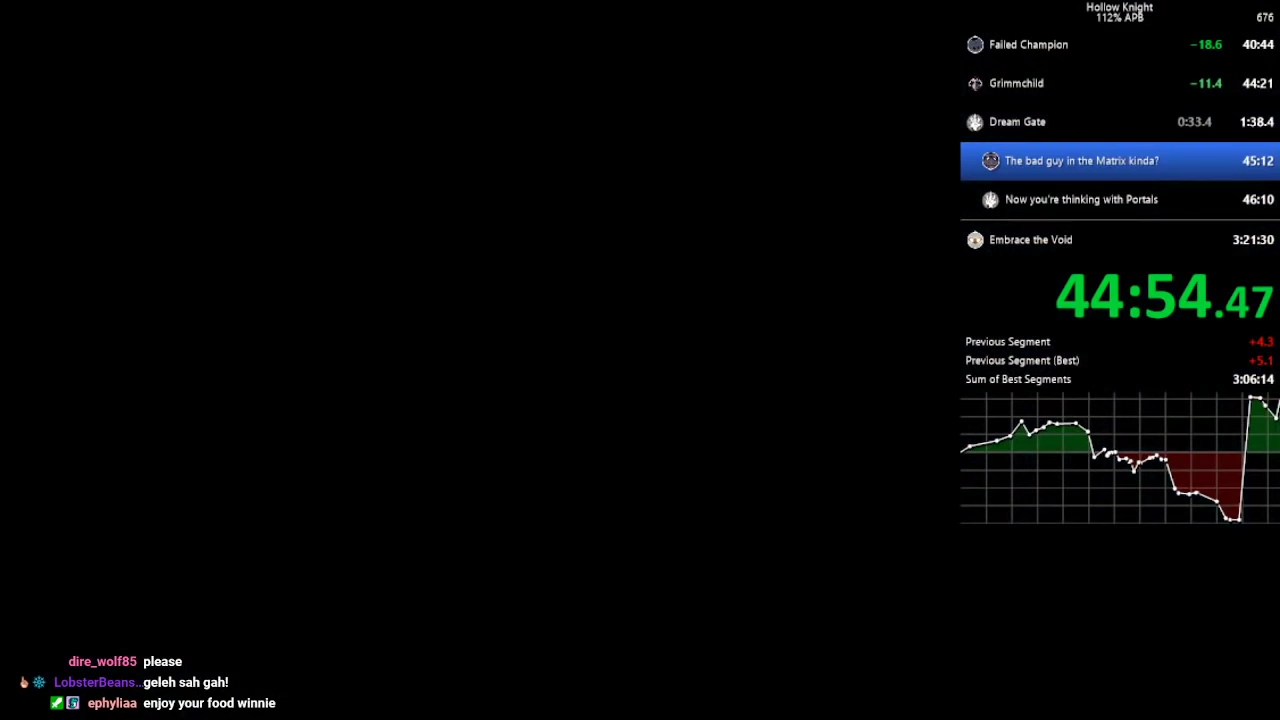 Hollow Knight
112% APB 676
Failed Champion −18.6 40:44
Grimmchild −11.4 44:21
Dream Gate 0:33.4 1:38.4
The bad guy in the Matrix kinda? 45:12
Now you're thinking with Portals 46:10
Embrace the Void 3:21:30
44:54.47
Previous Segment +4.3
Previous Segment (Best) +5.1
Sum of Best Segments 3:06:14
dire_wolf85 please
LobsterBeans... geleh sah gah!
ephyliaa enjoy your food winnie